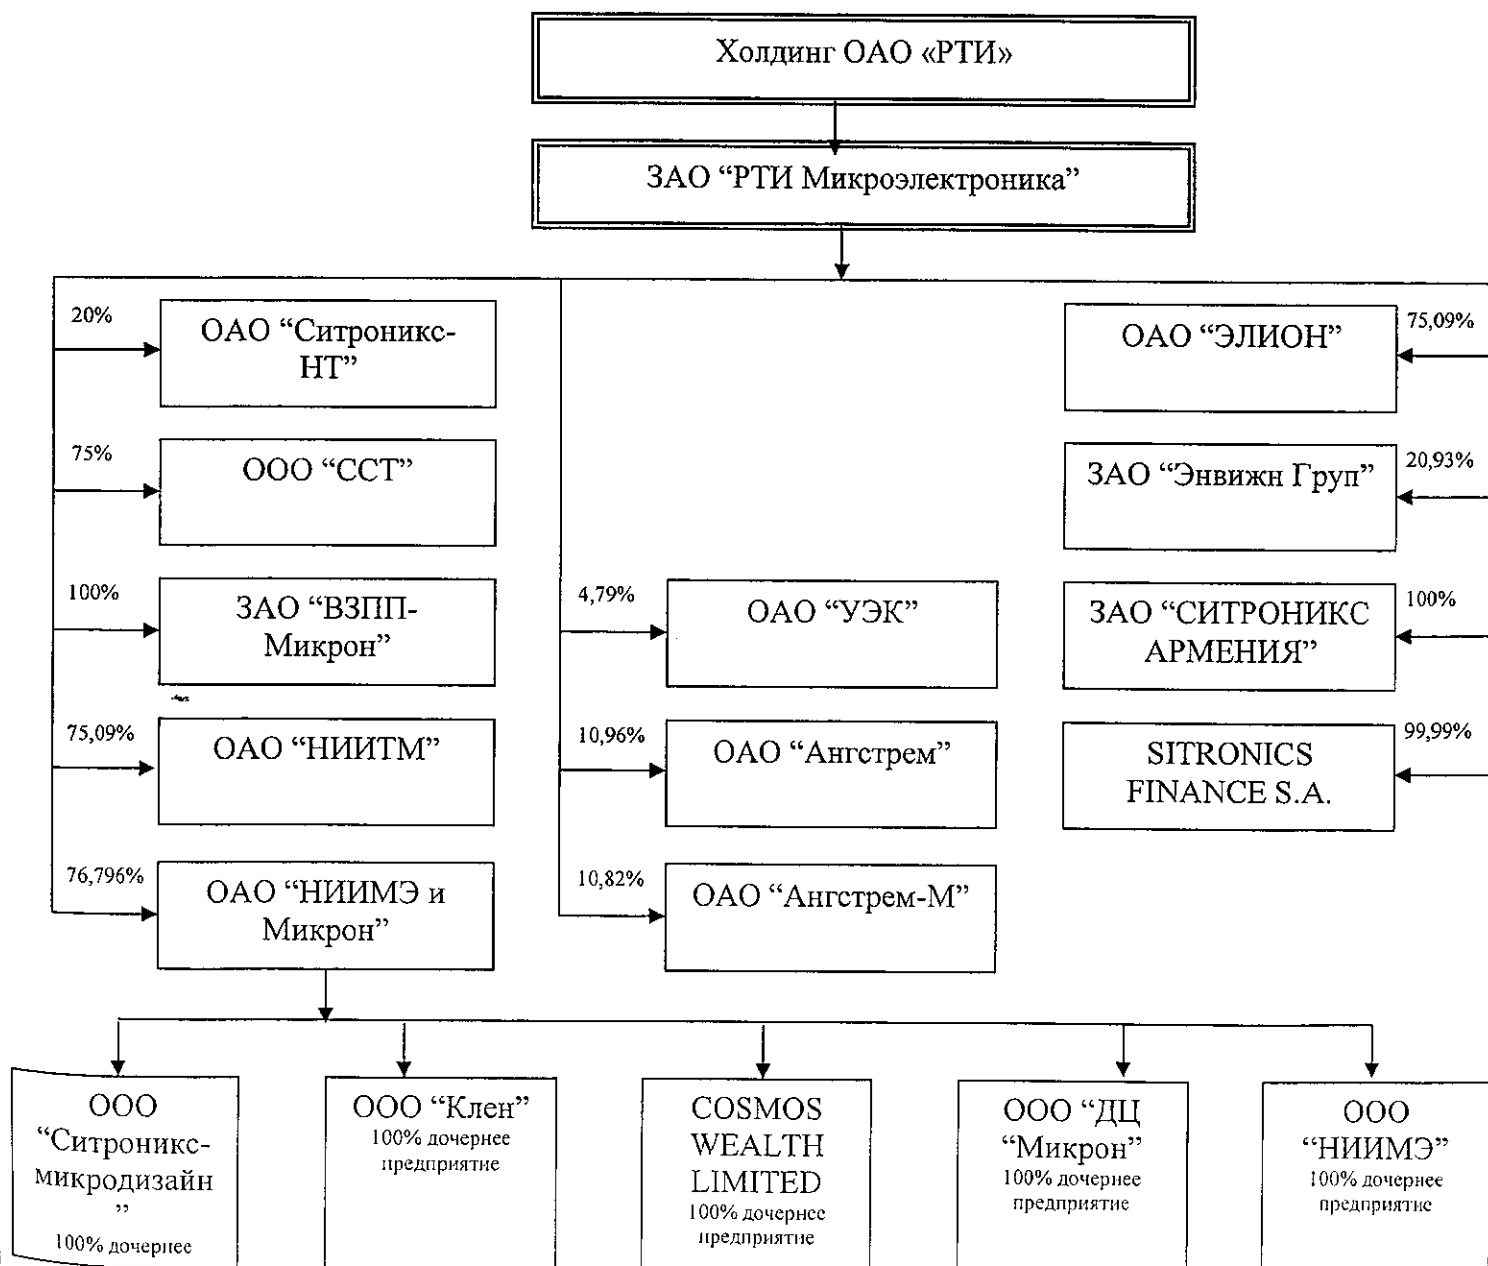 Холдинг ОАО «РТИ»
ЗАО “РТИ Микроэлектроника”
20%
ОАО “Ситроникс-
НТ”
75%
ООО “ССТ”
100%
ЗАО “ВЗПП-
Микрон”
75,09%
ОАО “НИИТМ”
76,796%
ОАО “НИИМЭ и
Микрон”
4,79%
ОАО “УЭК”
10,96%
ОАО “Ангстрем”
10,82%
ОАО “Ангстрем-М”
ОАО “ЭЛИОН”
75,09%
ЗАО “Энвижн Груп”
20,93%
ЗАО “СИТРОНИКС
АРМЕНИЯ”
100%
SITRONICS
FINANCE S.A.
99,99%
ООО
“Ситроникс-
микродизайн
”
100% дочернее
ООО “Клен”
100% дочернее
предприятие
COSMOS
WEALTH
LIMITED
100% дочернее
предприятие
ООО “ДЦ
“Микрон”
100% дочернее
предприятие
ООО
“НИИМЭ”
100% дочернее
предприятие